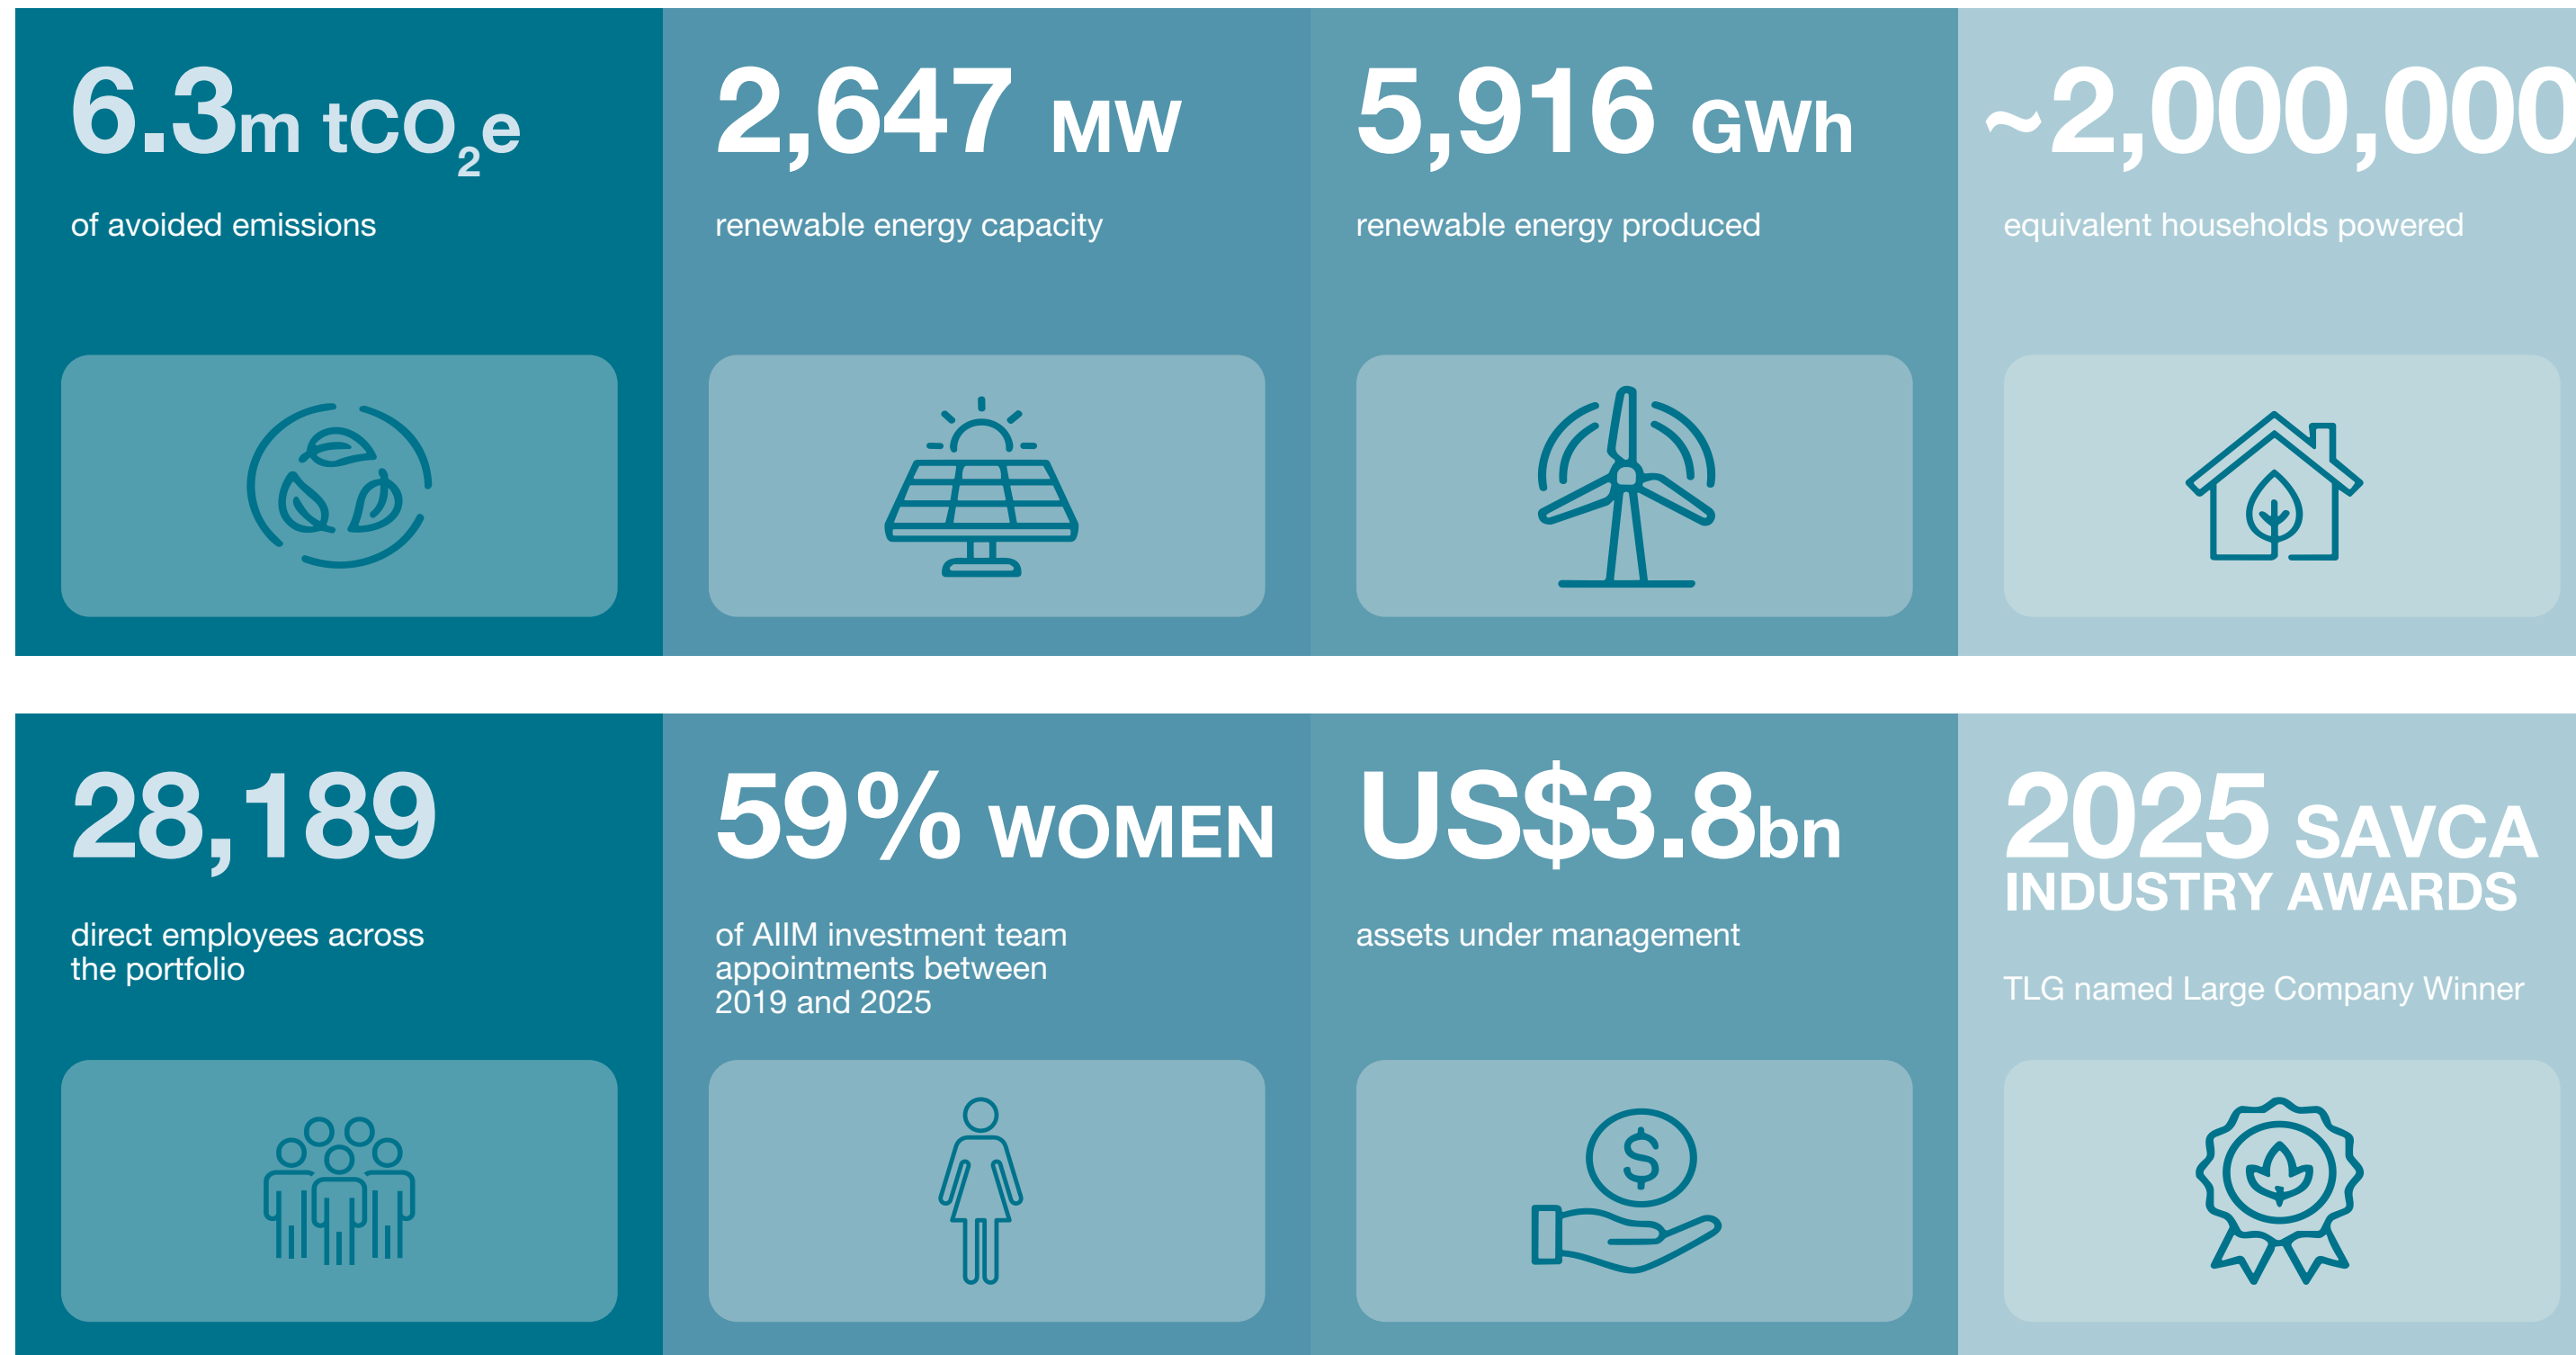 6.3m tCO₂e
of avoided emissions
2,647 MW
renewable energy capacity
5,916 GWh
renewable energy produced
~2,000,000
equivalent households powered
28,189
direct employees across
the portfolio
59% WOMEN
of AIIM investment team
appointments between
2019 and 2025
US$3.8bn
assets under management
2025 SAVCA
INDUSTRY AWARDS
TLG named Large Company Winner